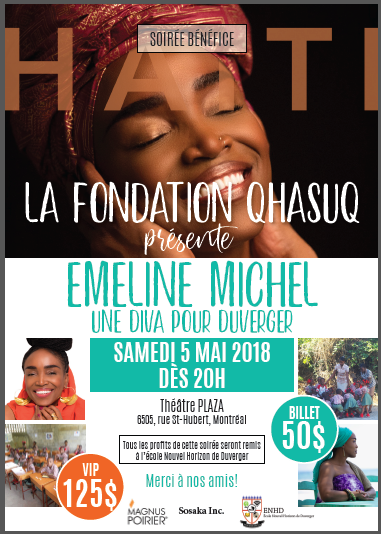 SOIRÉE BÉNÉFICE
HAITI
LA FONDATION QHASUQ
présente
EMELINE MICHEL
UNE DIVA POUR DUVERGER
SAMEDI 5 MAI 2018
DÈS 20H
Théâtre PLAZA
6505, rue St-Hubert, Montréal
BILLET
50$
Tous les profits de cette soirée seront remis
à l'école Nouvel Horizon de Duverger
VIP
125$
Merci à nos amis!
MAGNUS
POIRIER
Sosaka Inc.
ENHD
École Nouvel Horizon de Duverger